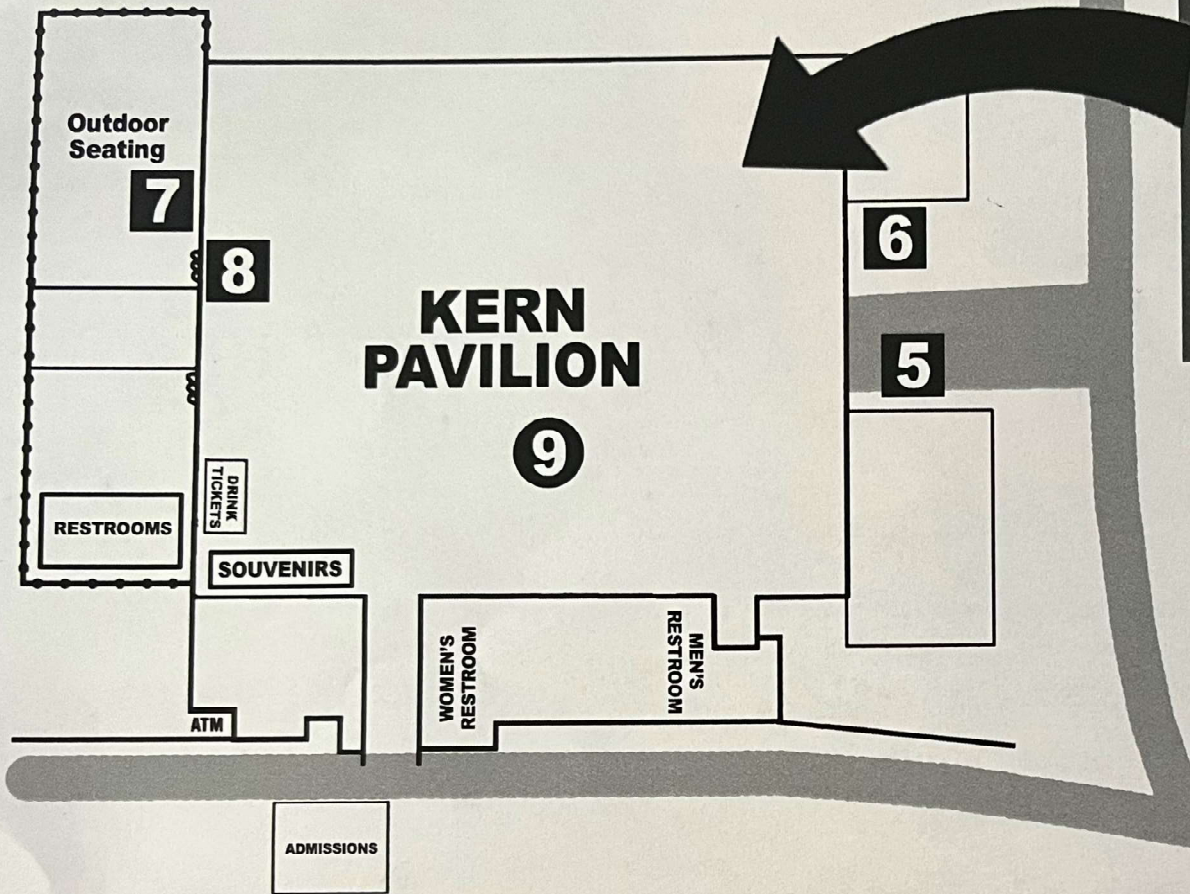 Outdoor
Seating
7
8
6
KERN
PAVILION
5
9
DRINK
TICKETS
RESTROOMS
SOUVENIRS
WOMEN'S
RESTROOM
MEN'S
RESTROOM
ATM
ADMISSIONS